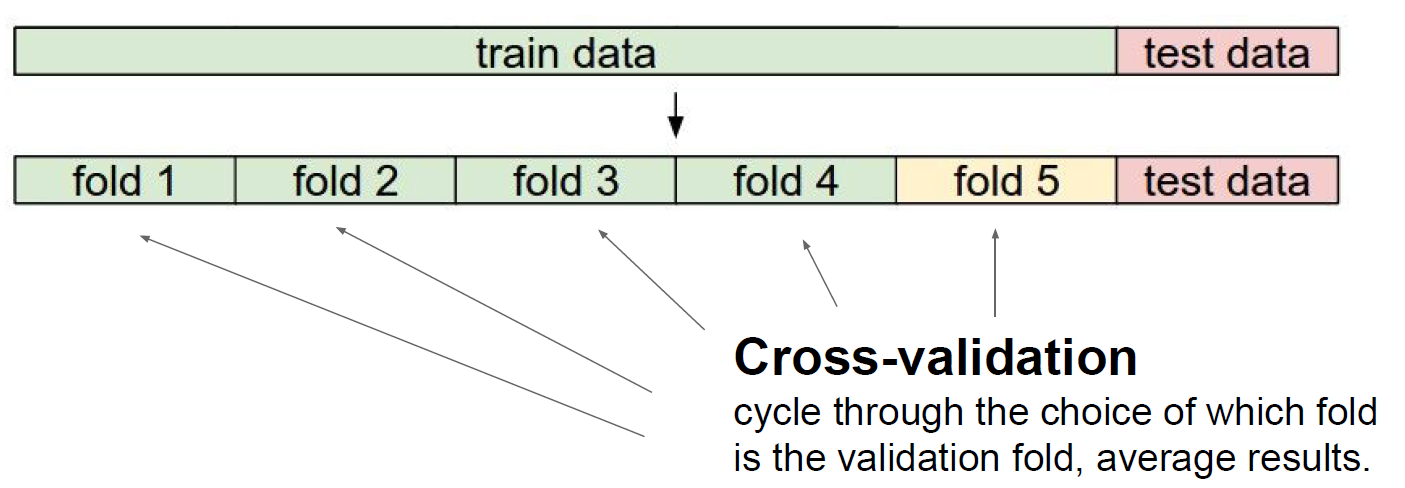 train data test data
fold 1 fold 2 fold 3 fold 4 fold 5 test data
Cross-validation
cycle through the choice of which fold
is the validation fold, average results.